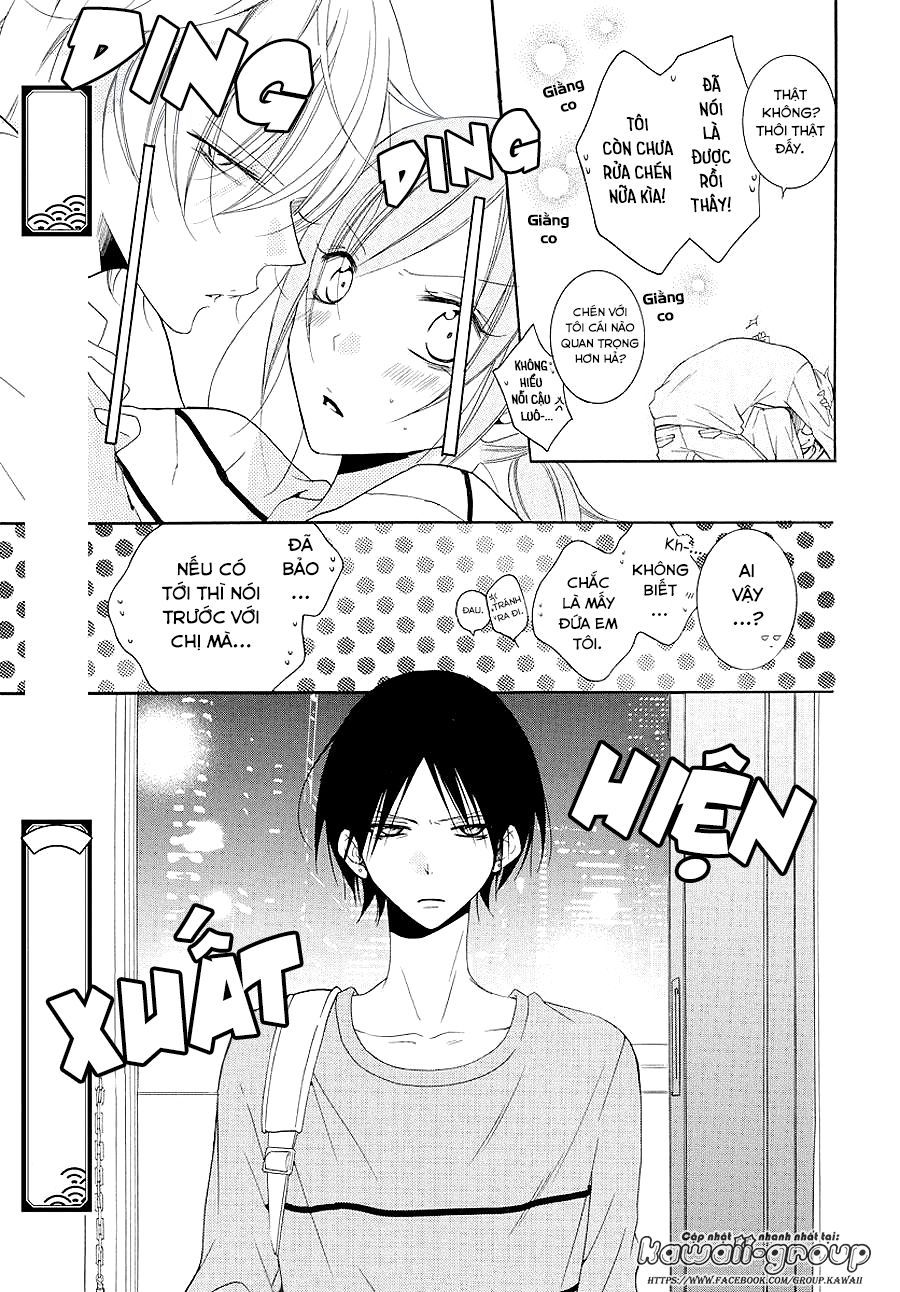 THẬT
KHÔNG?
THÔI THẬT
ĐẤY.
ĐÃ
NÓI
LÀ
ĐƯỢC
RỒI
THÂY!
TÔI
CÒN CHƯA
RỬA CHÉN
NỮA KÌA!
Giằng
co
Giằng
co
Giằng
co
CHÉN VỚI
TÔI CÁI NÀO
QUAN TRỌNG
HƠN HẢ?
KHÔNG
HIỂU
NỔI CẬU
LUÔ-...
DING
DING
AI
VẬY
...?
Kh-
KHÔNG
BIẾT
...
CHẮC
LÀ MẤY
ĐỨA EM
TÔI.
TRÁNH
RA ĐI.
ĐAU.
ĐÃ
BẢO
...
NẾU CÓ
TỚI THÌ NÓI
TRƯỚC VỚI
CHỊ MÀ...
XUẤT
HIỆN
Cập nhật nhanh nhất tại:
kawaii-group
HTTPS://WWW.FACEBOOK.COM/GROUP.KAWAII